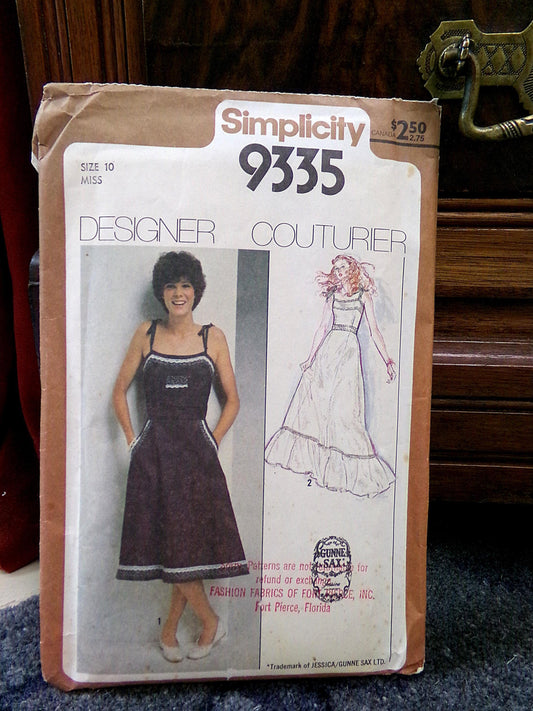 Simplicity
CANADA
$2.50
2.75
9335
SIZE 10
MISS
DESIGNER COUTURIER
2
1
GUNNE
SAX
Patterns are not for
refund or exchange
FASHION FABRICS OF FORT PIERCE, INC.
Fort Pierce, Florida
*Trademark of JESSICA/GUNNE SAX LTD.